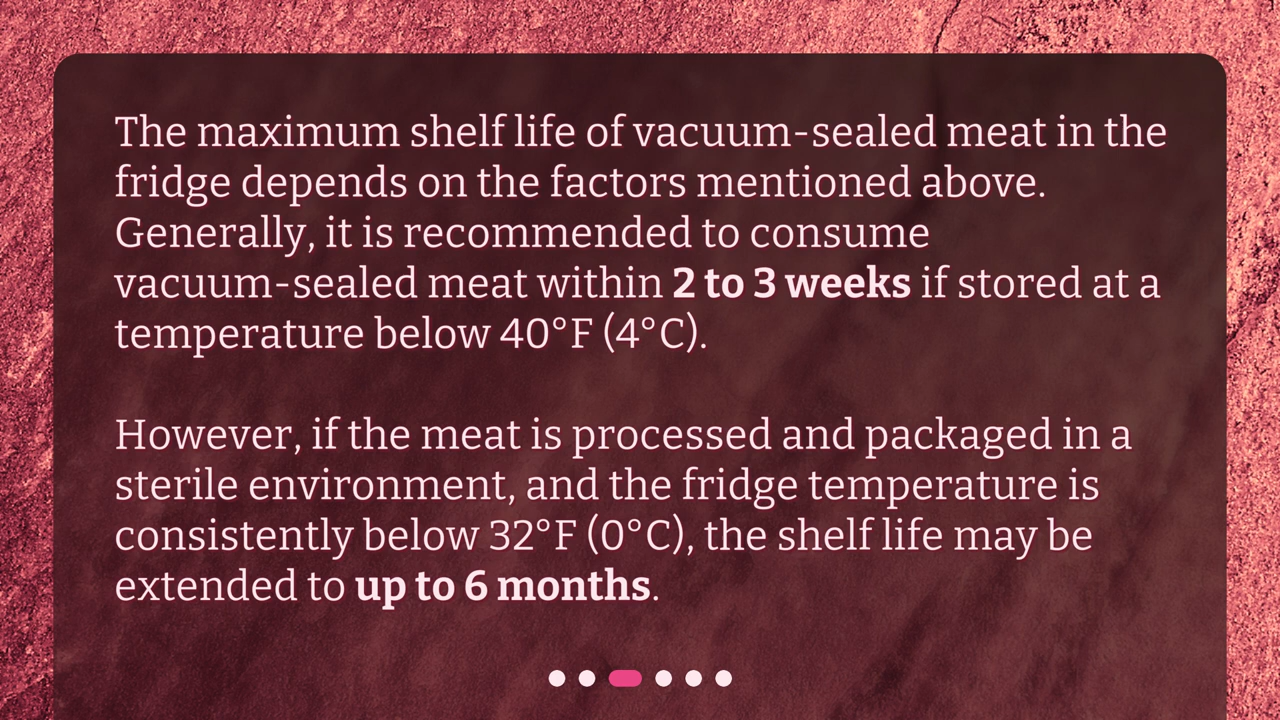 The maximum shelf life of vacuum-sealed meat in the
fridge depends on the factors mentioned above.
Generally, it is recommended to consume
vacuum-sealed meat within 2 to 3 weeks if stored at a
temperature below 40°F (4°C).
However, if the meat is processed and packaged in a
sterile environment, and the fridge temperature is
consistently below 32°F (0°C), the shelf life may be
extended to up to 6 months.